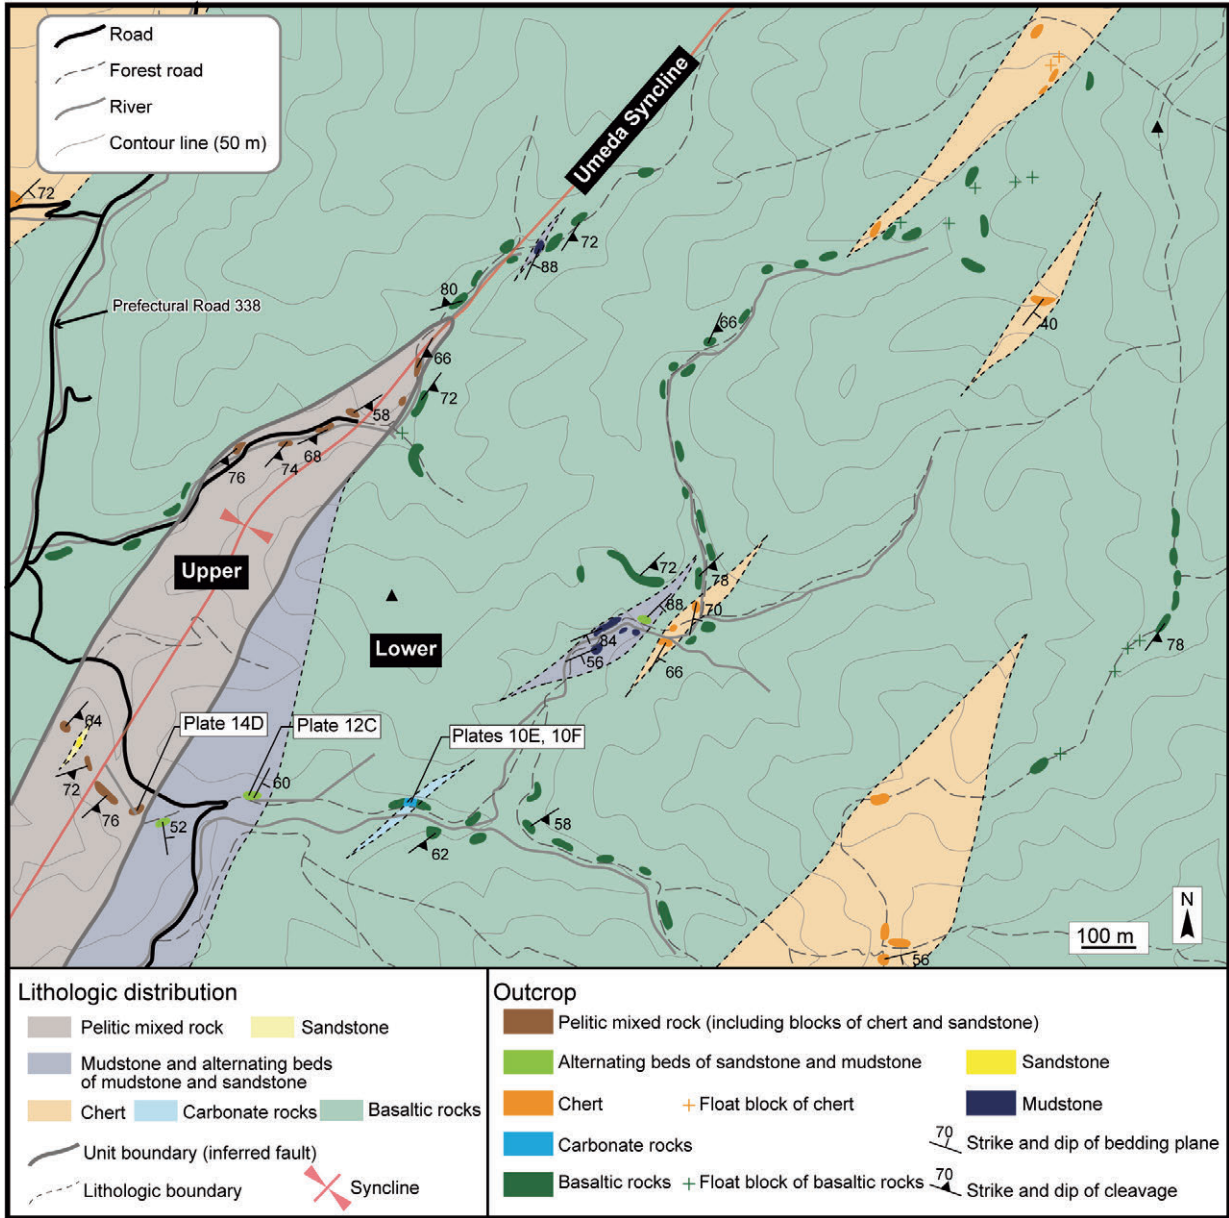 Road
Forest road
River
Contour line (50 m)
Umeda Syncline
72
72
88
80
Prefectural Road 338
66
40
66
72
58
68
74
76
Upper
72
78
88
70
84
Lower
56
66
78
64
Plate 14D
Plate 12C
Plates 10E, 10F
60
72
76
52
58
62
56
N
100 m
Lithologic distribution
Pelitic mixed rock
Sandstone
Mudstone and alternating beds
of mudstone and sandstone
Chert
Carbonate rocks
Basaltic rocks
Unit boundary (inferred fault)
Lithologic boundary
Syncline
Outcrop
Pelitic mixed rock (including blocks of chert and sandstone)
Alternating beds of sandstone and mudstone
Sandstone
Chert
Float block of chert
Mudstone
Carbonate rocks
70
Strike and dip of bedding plane
Basaltic rocks
Float block of basaltic rocks
70
Strike and dip of cleavage